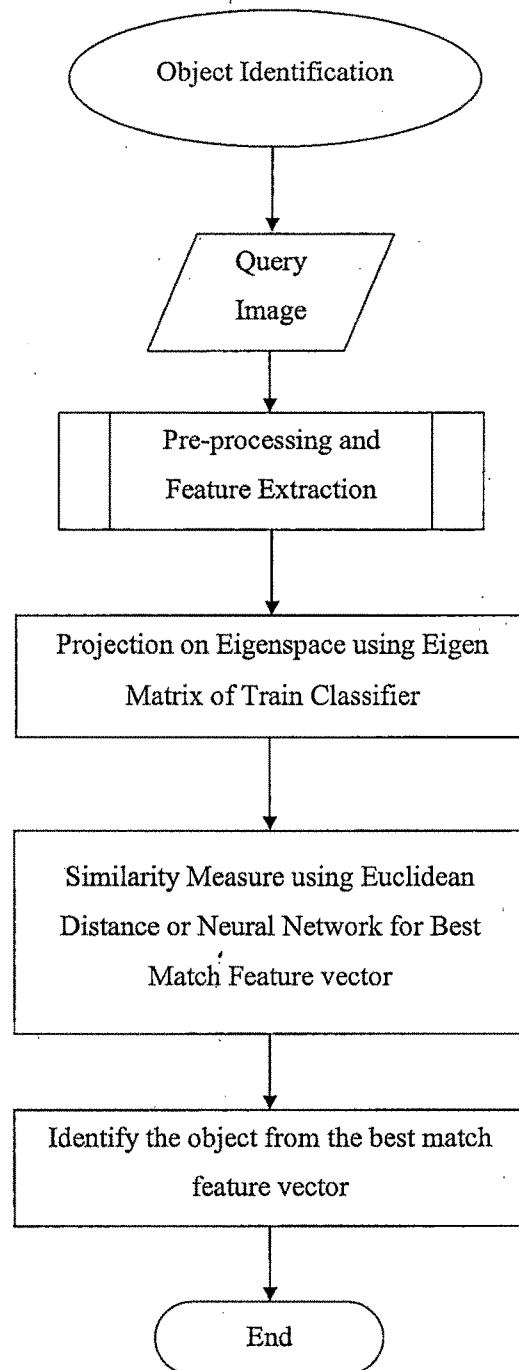 Object Identification
Query
Image
Pre-processing and
Feature Extraction
Projection on Eigenspace using Eigen
Matrix of Train Classifier
Similarity Measure using Euclidean
Distance or Neural Network for Best
Match Feature vector
Identify the object from the best match
feature vector
End